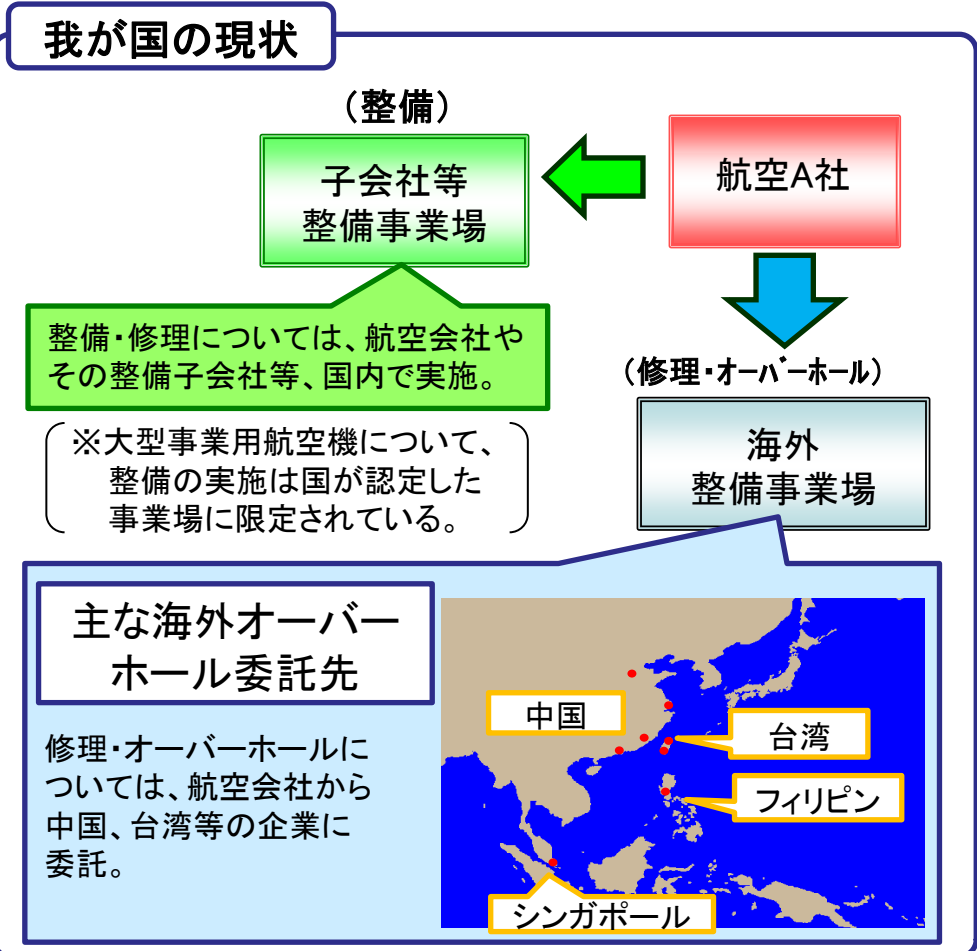 我が国の現状
（整備）
子会社等
整備事業場
航空A社
整備・修理については、航空会社や
その整備子会社等、国内で実施。
※大型事業用航空機について、
整備の実施は国が認定した
事業場に限定されている。
（修理・オーバーホール）
海外
整備事業場
主な海外オーバー
ホール委託先
修理・オーバーホールに
ついては、航空会社から
中国、台湾等の企業に
委託。
中国
台湾
フィリピン
シンガポール